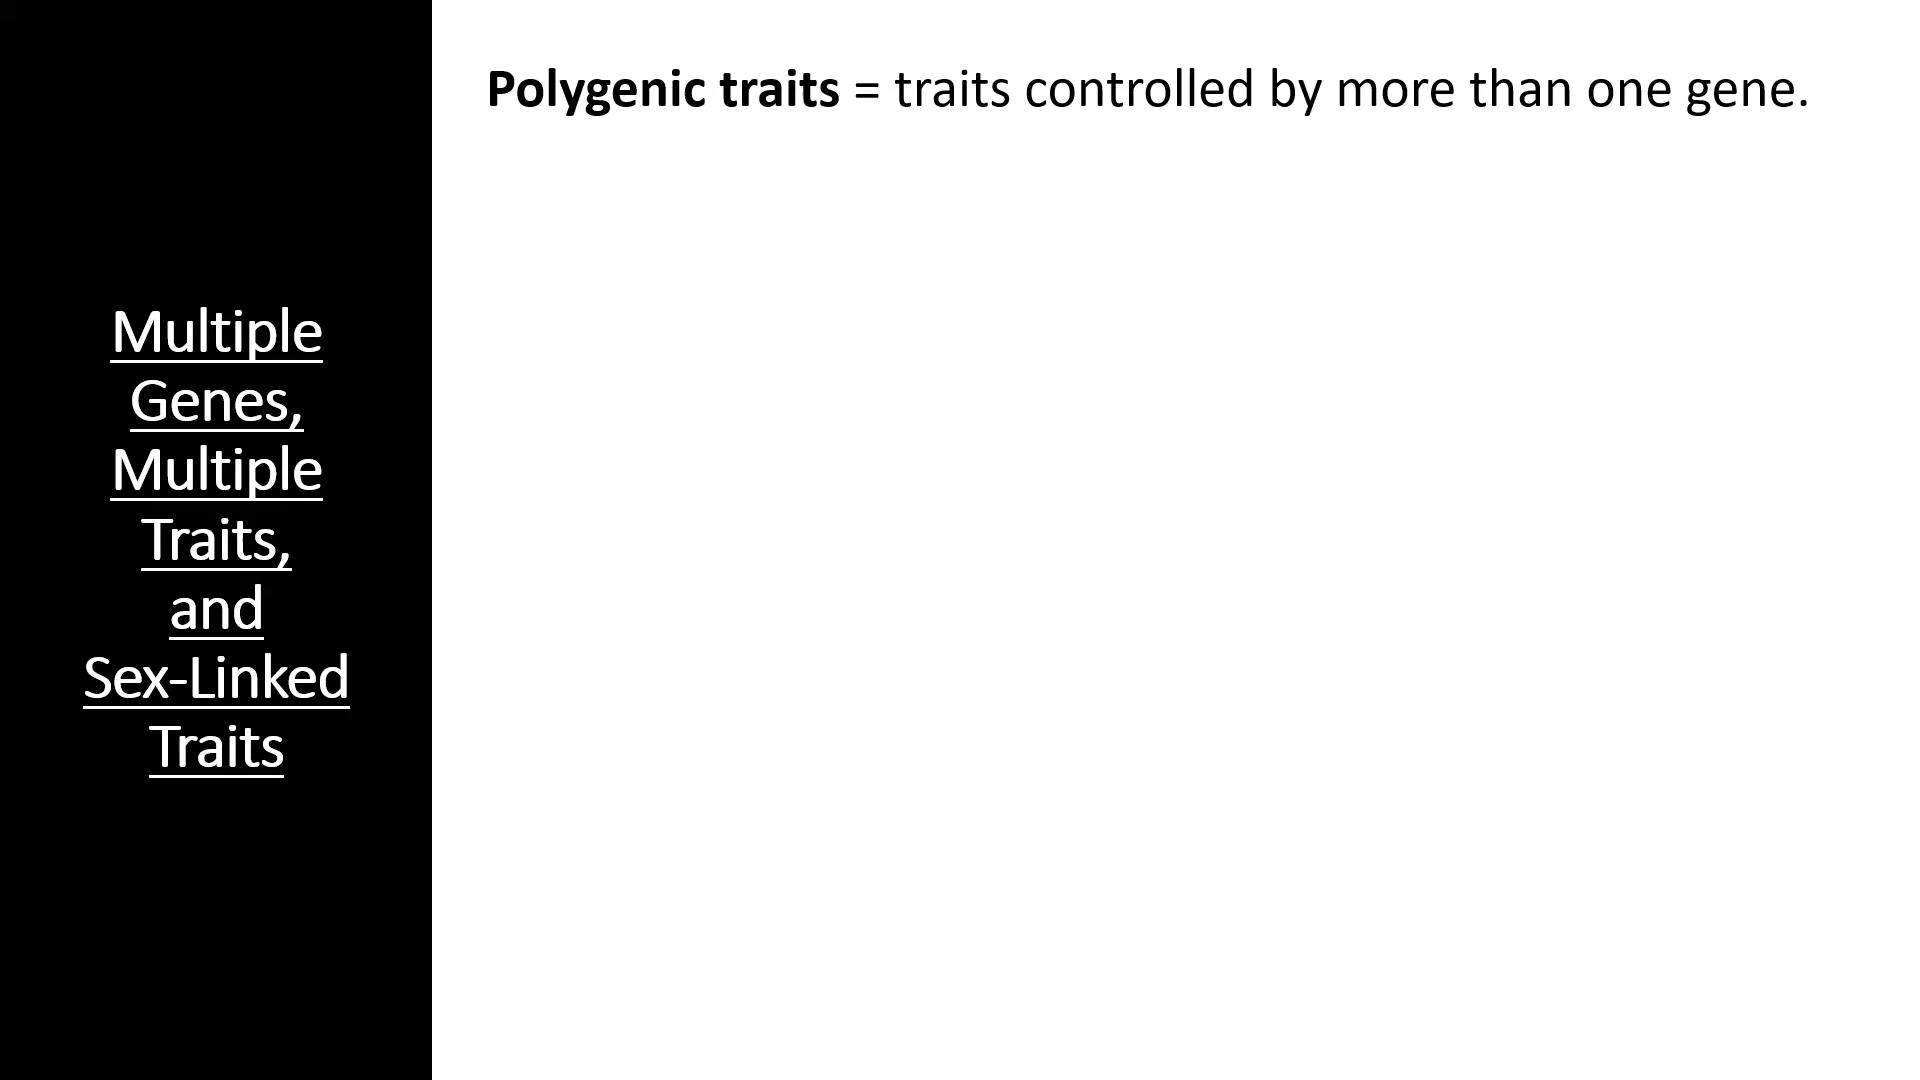 Polygenic traits = traits controlled by more than one gene.
Multiple
Genes,
Multiple
Traits,
and
Sex-Linked
Traits